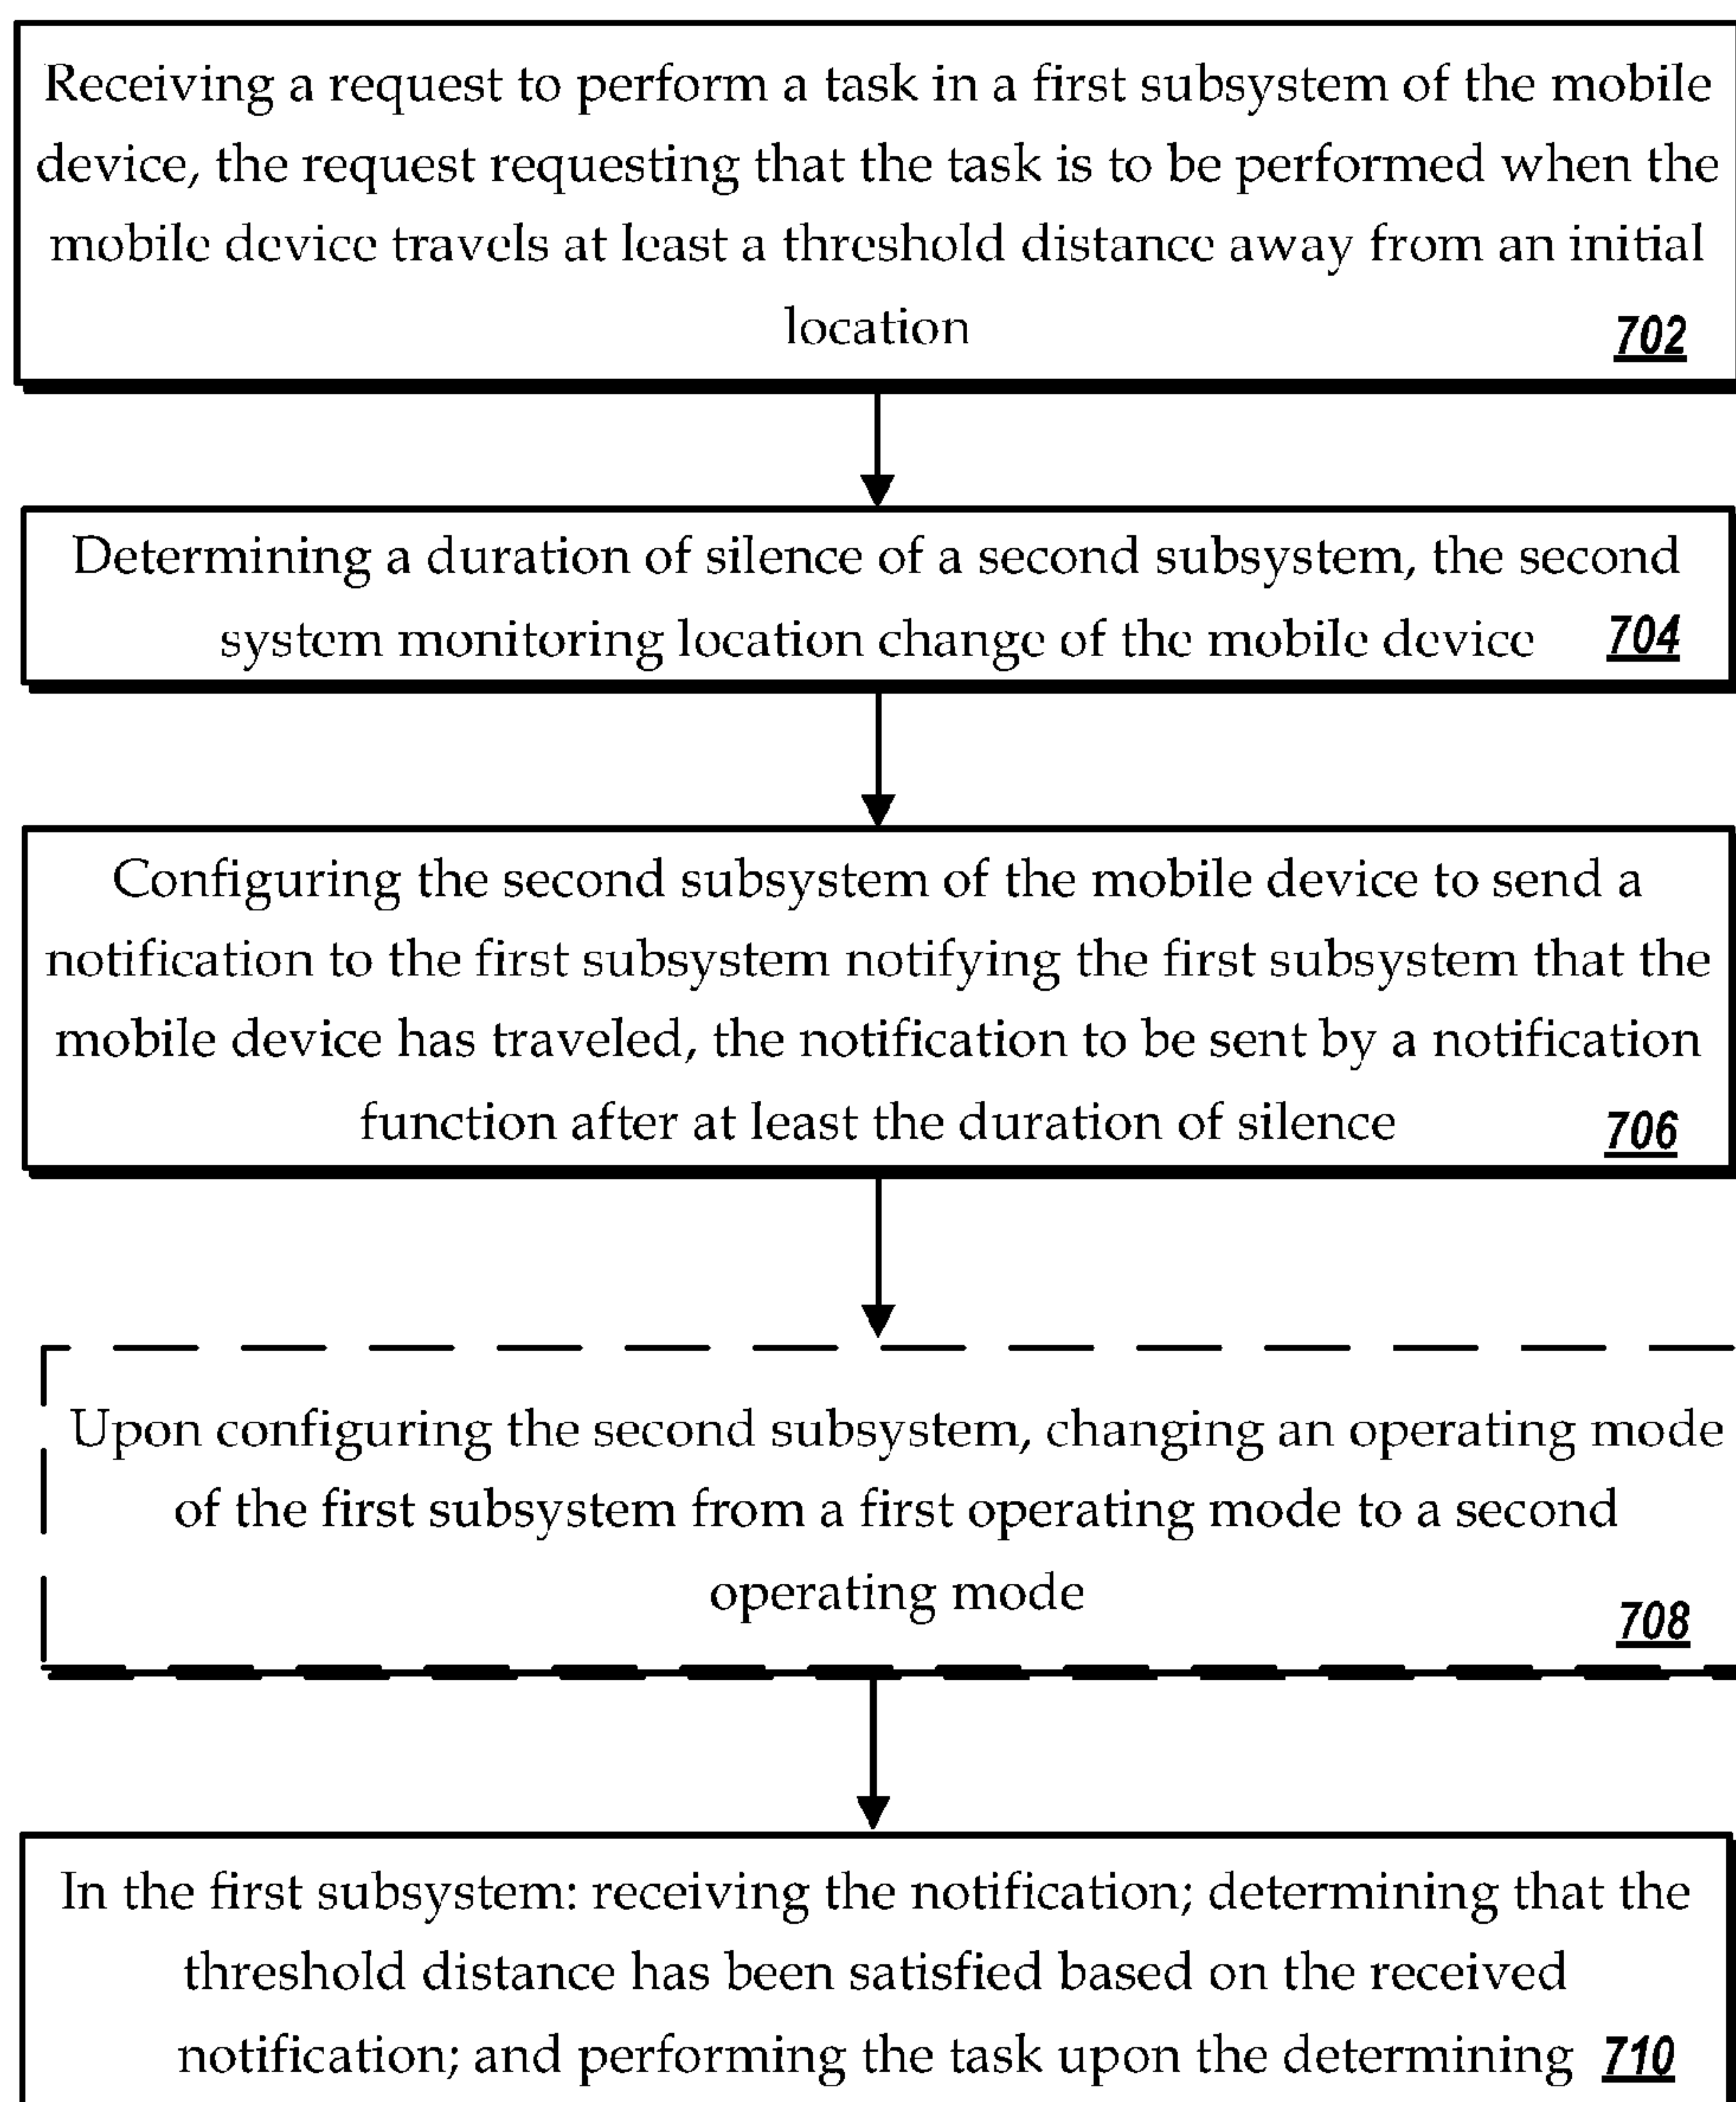 Receiving a request to perform a task in a first subsystem of the mobile
device, the request requesting that the task is to be performed when the
mobile device travels at least a threshold distance away from an initial
location 702
Determining a duration of silence of a second subsystem, the second
system monitoring location change of the mobile device 704
Configuring the second subsystem of the mobile device to send a
notification to the first subsystem notifying the first subsystem that the
mobile device has traveled, the notification to be sent by a notification
function after at least the duration of silence 706
Upon configuring the second subsystem, changing an operating mode
of the first subsystem from a first operating mode to a second
operating mode 708
In the first subsystem: receiving the notification; determining that the
threshold distance has been satisfied based on the received
notification; and performing the task upon the determining 710